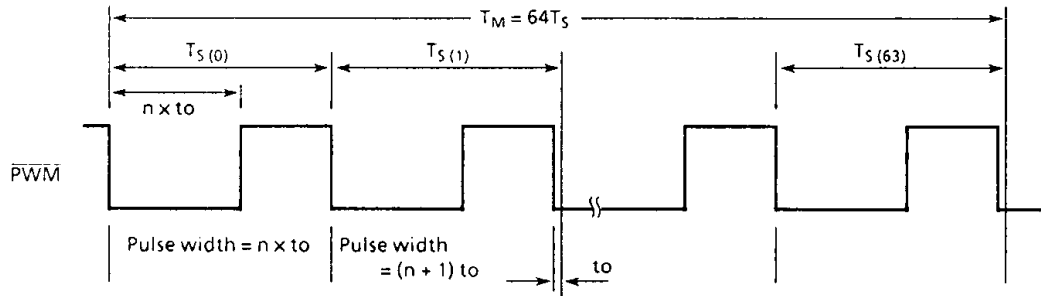 T_M = 64T_S
T_S (0)
T_S (1)
T_S (63)
n x to
PWM
Pulse width = n x to
Pulse width
= (n + 1) to
to